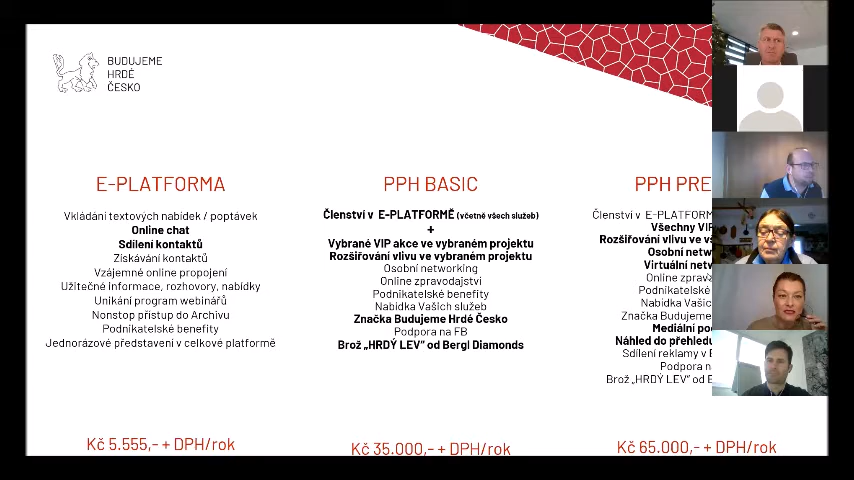 BUDUJEME
HRDÉ
ČESKO
E-PLATFORMA
Vkládání textových nabídek / poptávek
Online chat
Sdílení kontaktů
Získávání kontaktů
Vzájemné online propojení
Užitečné informace, rozhovory, nabídky
Unikání program webinářů
Nonstop přístup do Archivu
Podnikatelské benefity
Jednorázové představení v celkové platformě
Kč 5.555,- + DPH/rok
PPH BASIC
Členství v E-PLATFORMĚ (včetně všech služeb)
+
Vybrané VIP akce ve vybraném projektu
Rozšiřování vlivu ve vybraném projektu
Osobní networking
Online zpravodajství
Podnikatelské benefity
Nabídka Vašich služeb
Značka Budujeme Hrdé Česko
Podpora na FB
Brož „HRDÝ LEV" od Bergl Diamonds
Kč 35.000,- + DPH/rok
PPH PRE
Členství v E-PLATFORM
Všechny VIP
Rozšiřování vlivu ve
Osobní netw
Virtuální netw
Online zprav
Podnikatelské
Nabídka Vašic
Značka Budujeme
Mediální
Náhled do přehledu
Sdílení reklamy v
Podpora n
Brož „HRDÝ LEV" od
Kč 65.000,- + DPH/rok